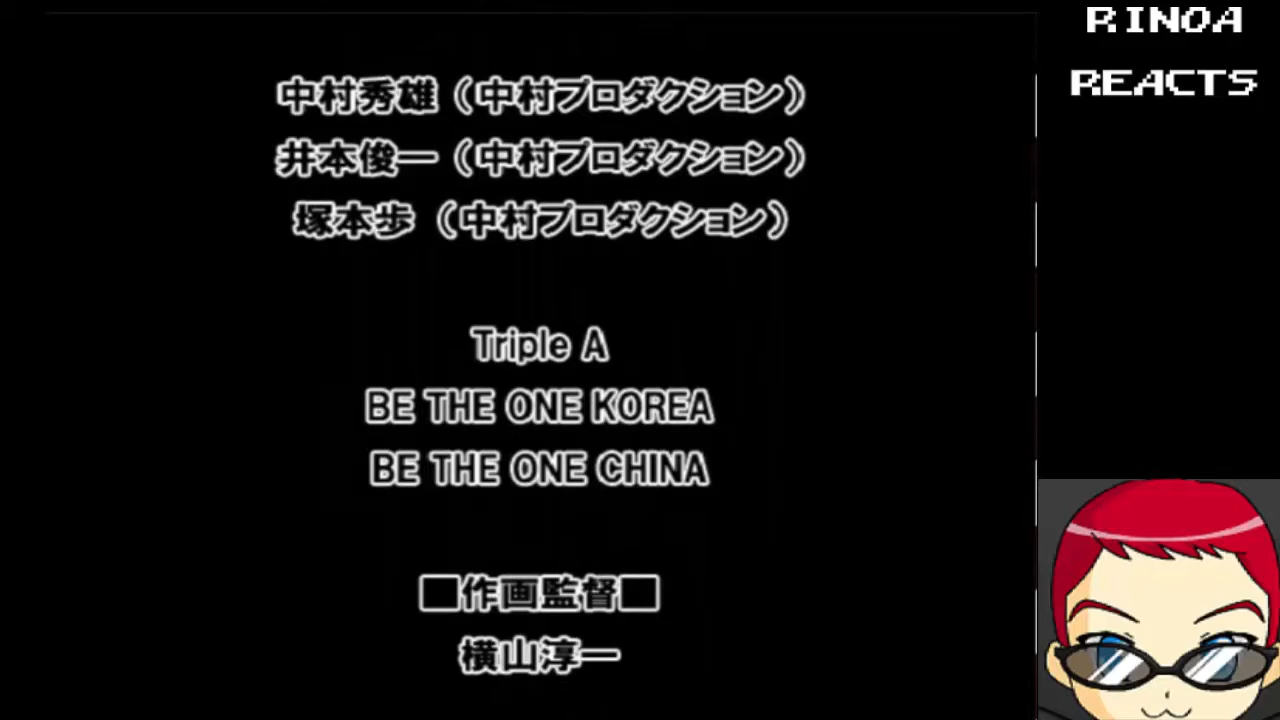 中村秀雄（中村プロダクション）
井本俊一（中村プロダクション）
塚本歩（中村プロダクション）
Triple A
BE THE ONE KOREA
BE THE ONE CHINA
■作画監督■
横山淳一
RINOA
REACTS